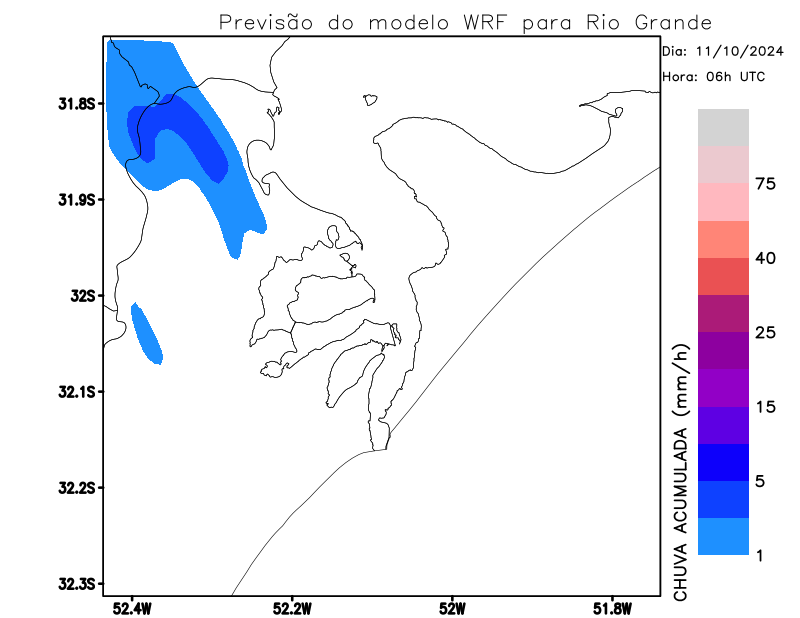 Previsão do modelo WRF para Rio Grande
Dia: 11/10/2024
Hora: 06h UTC
31.8S
31.9S
32S
32.1S
32.2S
32.3S
52.4W
52.2W
52W
51.8W
75
40
25
15
5
1
CHUVA ACUMULADA (mm/h)